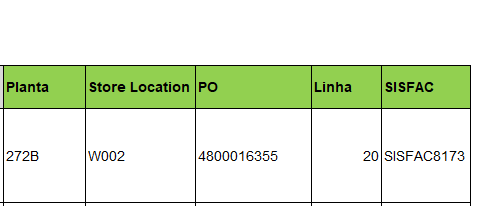 Planta Store Location PO Linha SISFAC
272B W002 4800016355 20 SISFAC8173